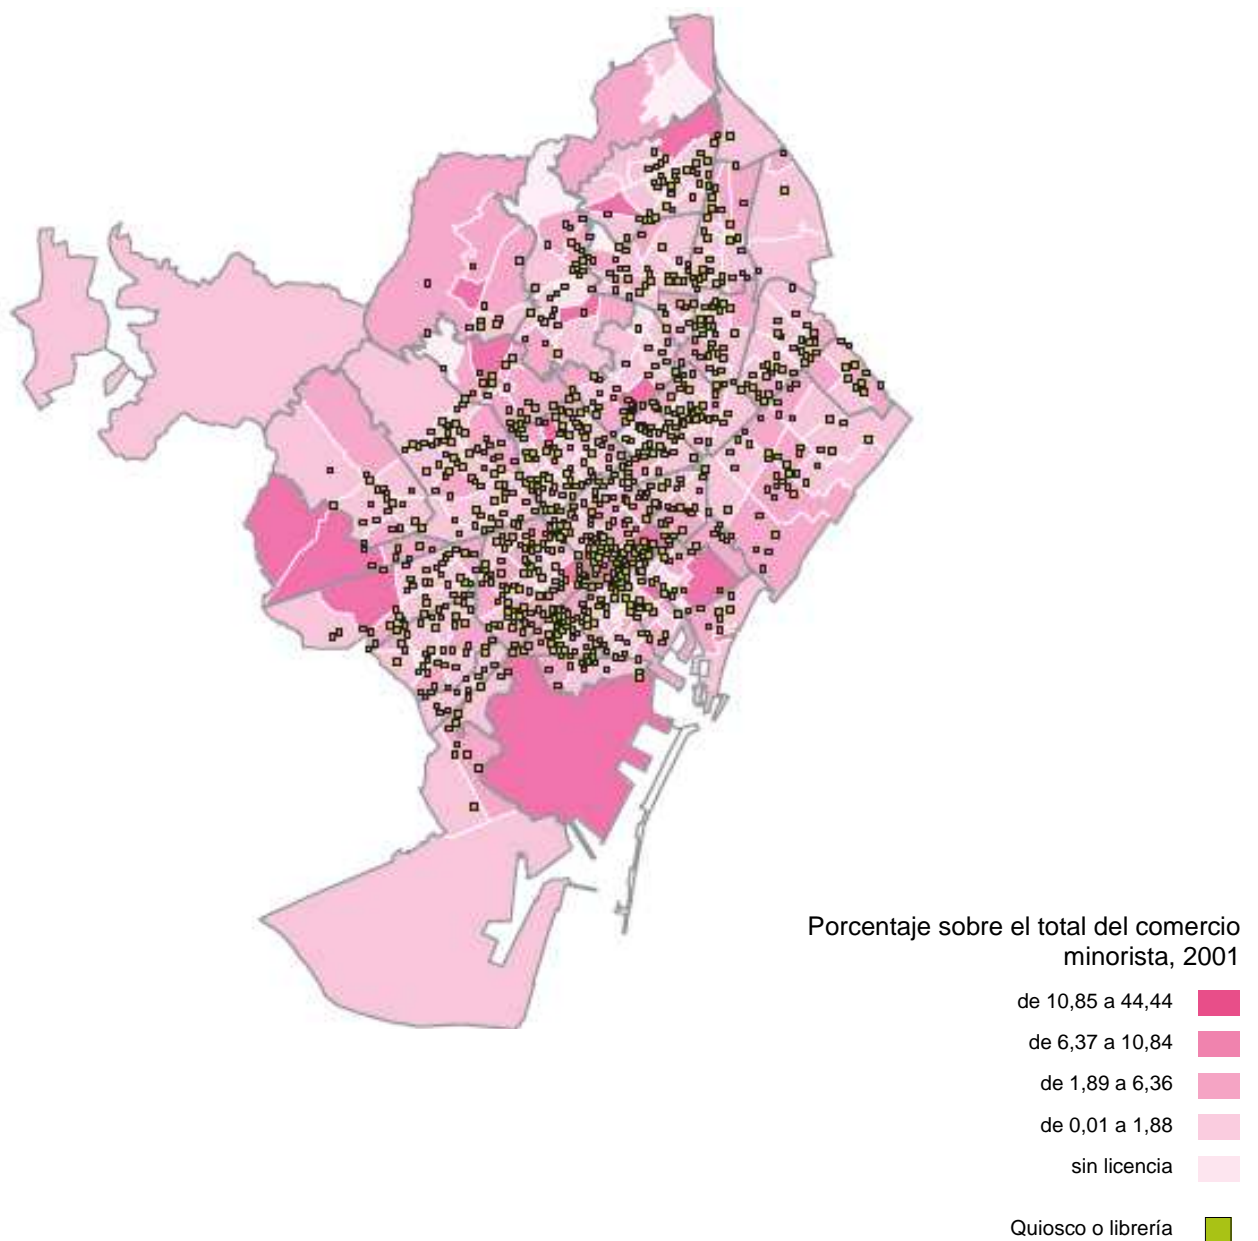 Porcentaje sobre el total del comercio
minorista, 2001
de 10,85 a 44,44
de 6,37 a 10,84
de 1,89 a 6,36
de 0,01 a 1,88
sin licencia
Quiosco o librería